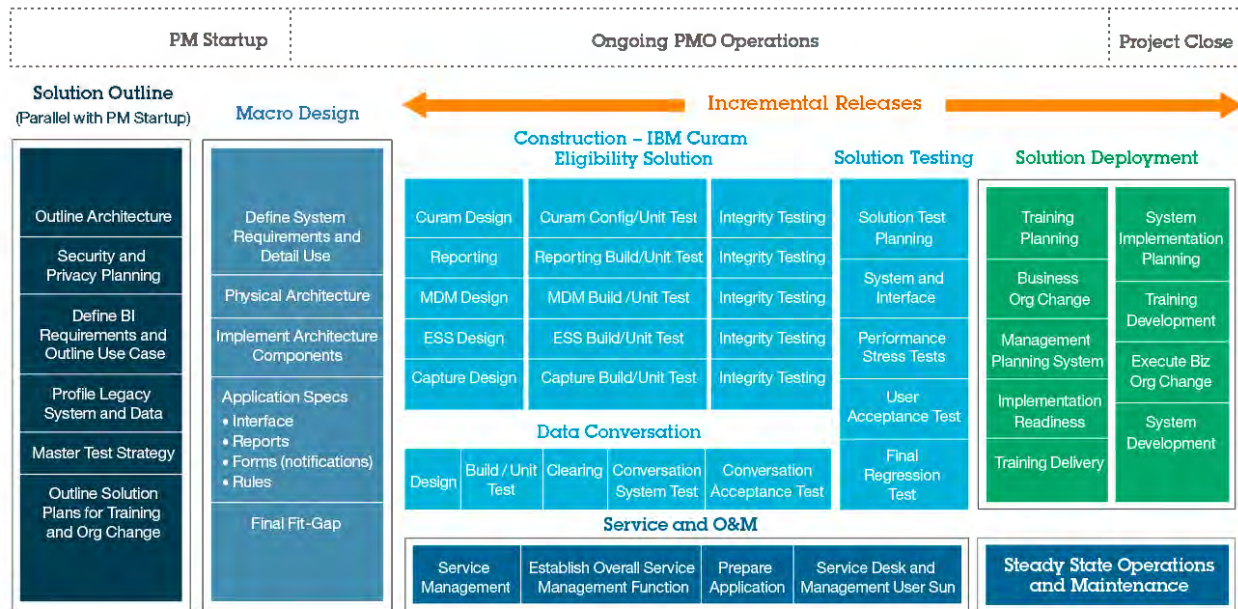 PM Startup
Ongoing PMO Operations
Project Close
Solution Outline
(Parallel with PM Startup)
Outline Architecture
Security and
Privacy Planning
Define BI
Requirements and
Outline Use Case
Profile Legacy
System and Data
Master Test Strategy
Outline Solution
Plans for Training
and Org Change
Macro Design
Define System
Requirements and
Detail Use
Physical Architecture
Implement Architecture
Components
Application Specs
• Interface
• Reports
• Forms (notifications)
• Rules
Final Fit-Gap
Incremental Releases
Construction – IBM Curam
Eligibility Solution
Curam Design
Curam Config/Unit Test
Integrity Testing
Reporting
Reporting Build/Unit Test
Integrity Testing
MDM Design
MDM Build /Unit Test
Integrity Testing
ESS Design
ESS Build/Unit Test
Integrity Testing
Capture Design
Capture Build/Unit Test
Integrity Testing
Data Conversation
Design
Build / Unit
Test
Clearing
Conversation
System Test
Conversation
Acceptance Test
Solution Testing
Solution Test
Planning
System and
Interface
Performance
Stress Tests
User
Acceptance Test
Final
Regression
Test
Solution Deployment
Training
Planning
Business
Org Change
Management
Planning System
Implementation
Readiness
Training Delivery
System
Implementation
Planning
Training
Development
Execute Biz
Org Change
System
Development
Service and O&M
Service
Management
Establish Overall Service
Management Function
Prepare
Application
Service Desk and
Management User Sun
Steady State Operations
and Maintenance